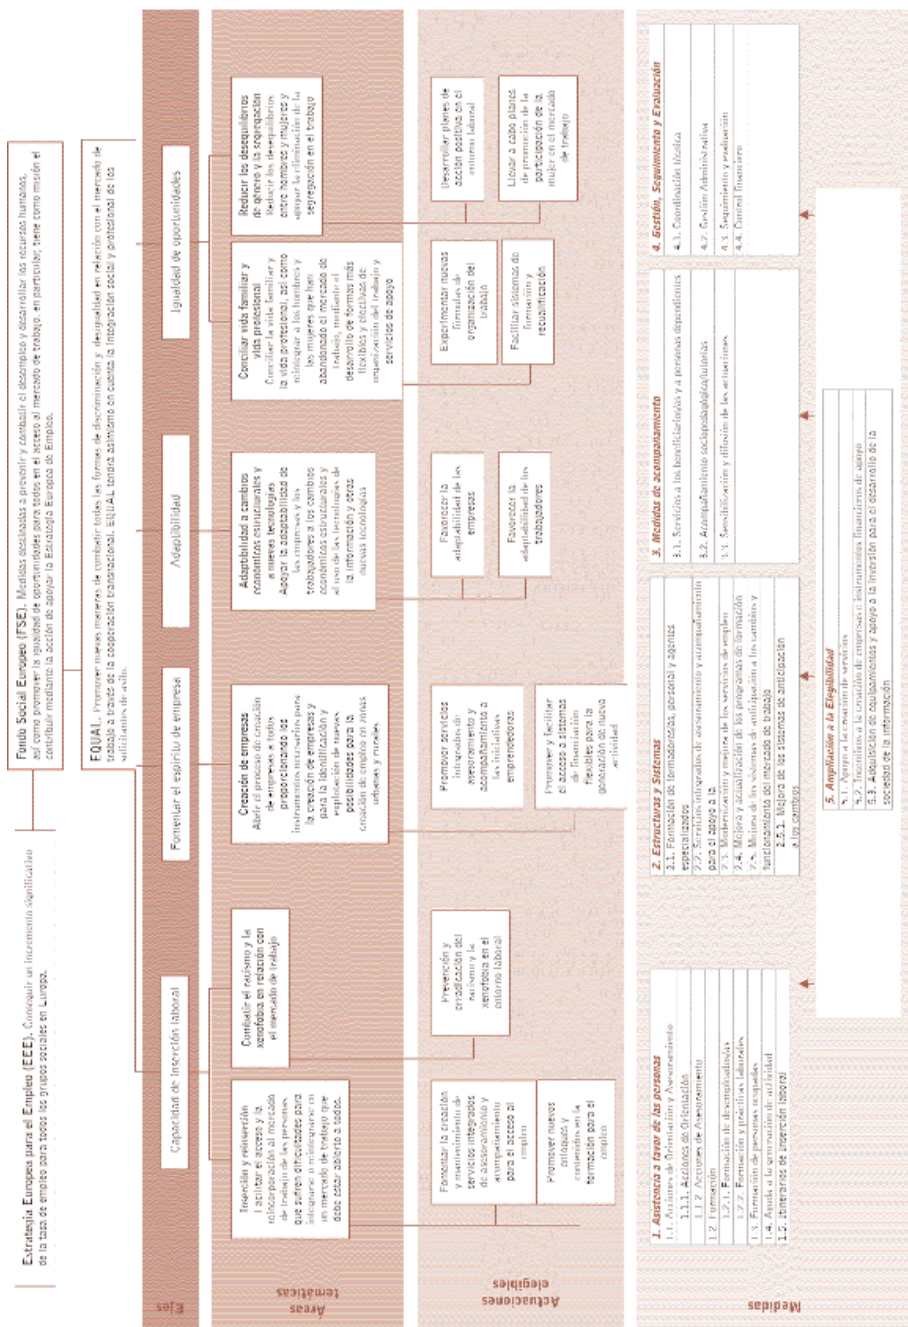 Estrategia Europea para el Empleo (EEE). Conseguir un incremento significativo
de la tasa de empleo para todos los grupos sociales en Europa.
Fondo Social Europeo (FSE). Medidas destinadas a prevenir y combatir el desempleo y desarrollar los recursos humanos,
así como promover la igualdad de oportunidades para todos en el acceso al mercado de trabajo, en particular, tiene como misión el
contribuir mediante la acción de apoyar la Estrategia Europea de Empleo.
EQUAL. Promover nuevas maneras de combatir todas las formas de discriminación y desigualdad en relación con el mercado de
trabajo a través de la cooperación transnacional. EQUAL tendrá asimismo en cuenta la integración social y profesional de los
solicitantes de asilo.
Ejes
Capacidad de inserción laboral
Fomentar el espíritu de empresa
Adaptibilidad
Igualdad de oportunidades
Áreas
temáticas
Inserción y reinserción
Facilitar el acceso y la
reincorporación al mercado
de trabajo de las personas
que sufren dificultades para
integrarse o reintegrarse en
un mercado de trabajo que
debe estar abierto a todos.
Combatir el racismo y la
xenofobia en relación con
el mercado de trabajo
Creación de empresas
Abrir el proceso de creación
de empresas a todos
proporcionando los
instrumentos necesarios para
la creación de empresas y
para la identificación y
explotación de nuevas
posibilidades para la
creación de empleo en zonas
urbanas y rurales
Adaptibilidad a cambios
económicos estructurales y
a nuevas tecnologías
Apoyar la adaptabilidad de
las empresas y los
trabajadores a los cambios
económicos estructurales y
al uso de las tecnologías de
la información y otras
nuevas tecnologías
Conciliar vida familiar y
vida profesional
Conciliar la vida familiar y
la vida profesional, así como
reintegrar a los hombres y
las mujeres que han
abandonado el mercado de
trabajo, mediante el
desarrollo de formas más
flexibles y efectivas de
organización del trabajo y
servicios de apoyo
Reducir los desequilibrios
de género y la segregación
Reducir los desequilibrios
entre hombres y mujeres y
apoyar la eliminación de la
segregación en el trabajo
Actuaciones
elegibles
Fomentar la creación
y mantenimiento de
servicios integrados
de asesoramiento y
acompañamiento
para el acceso al
empleo
Promover nuevos
enfoques y
contenidos en la
formación para el
empleo
Prevención y
erradicación del
racismo y la
xenofobia en el
entorno laboral
Promover servicios
integrados de
asesoramiento y
acompañamiento a
las iniciativas
emprendedoras
Promover y facilitar
el acceso a sistemas
de financiación
flexibles para la
generación de nueva
actividad
Favorecer la
adaptabilidad de las
empresas
Favorecer la
adaptabilidad de los
trabajadores
Experimentar nuevas
fórmulas de
organización del
trabajo
Facilitar sistemas de
formación y
recualificación
Desarrollar planes de
acción positiva en el
entorno laboral
Llevar a cabo planes
de promoción de la
participación de la
mujer en el mercado
de trabajo
Medidas
1. Asistencia a favor de las personas
1.1. Acciones de Orientación y Asesoramiento
1.1.1. Acciones de Orientación
1.1.2. Acciones de Asesoramiento
1.2. Formación
1.2.1. Formación de desempleados/as
1.2.2. Formación y prácticas laborales
1.3. Formación de personas ocupadas
1.4. Ayuda a la generación de actividad
1.5. Itinerarios de inserción laboral
2. Estructuras y Sistemas
2.1. Formación de formadores/as, personal y agentes
especializados
2.2. Servicios integrados de asesoramiento y acompañamiento
para el apoyo a la
2.3. Modernización y mejora de los servicios de empleo
2.4. Mejora y actualización de los programas de formación
2.5. Mejora de los sistemas de anticipación a los cambios y
funcionamiento del mercado de trabajo
2.5.1. Mejora de los sistemas de anticipación
a los cambios
3. Medidas de acompañamiento
3.1. Servicios a los beneficiarios/as y a personas dependientes
3.2. Acompañamiento sociopedagógico/tutorías
3.3. Sensibilización y difusión de las actuaciones
4. Gestión, Seguimiento y Evaluación
4.1. Coordinación técnica
4.2. Gestión Administrativa
4.3. Seguimiento y evaluación
4.4. Control financiero
5. Ampliación a la Elegibilidad
5.1. Apoyo a la creación de servicios
5.2. Incentivos a la creación de empresas e instrumentos financieros de apoyo
5.3. Adquisición de equipamientos y apoyo a la inversión para el desarrollo de la
sociedad de la información